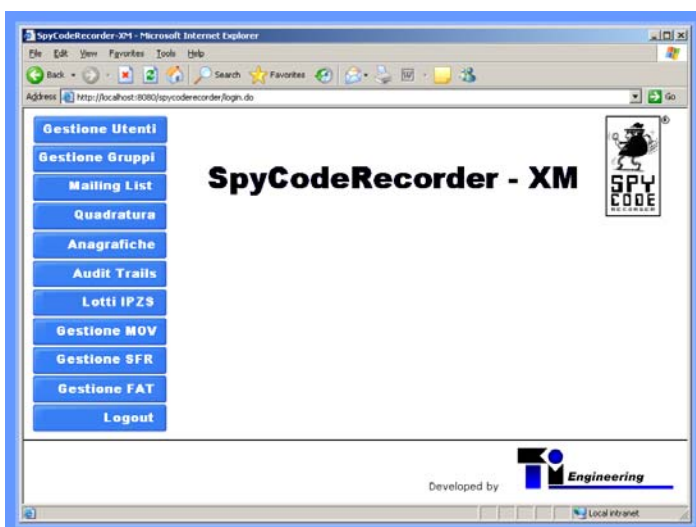 SpyCodeRecorder-XM - Microsoft Internet Explorer
File Edit View Favorites Tools Help
Back Search Favorites
Address http://localhost:8080/spycoderecorder/login.do Go
Gestione Utenti
Gestione Gruppi
Mailing List
Quadratura
Anagrafiche
Audit Trails
Lotti IPZS
Gestione MOV
Gestione SFR
Gestione FAT
Logout
SpyCodeRecorder - XM
®
SPY
CODE
RECORDER
Developed by
Engineering
Local intranet